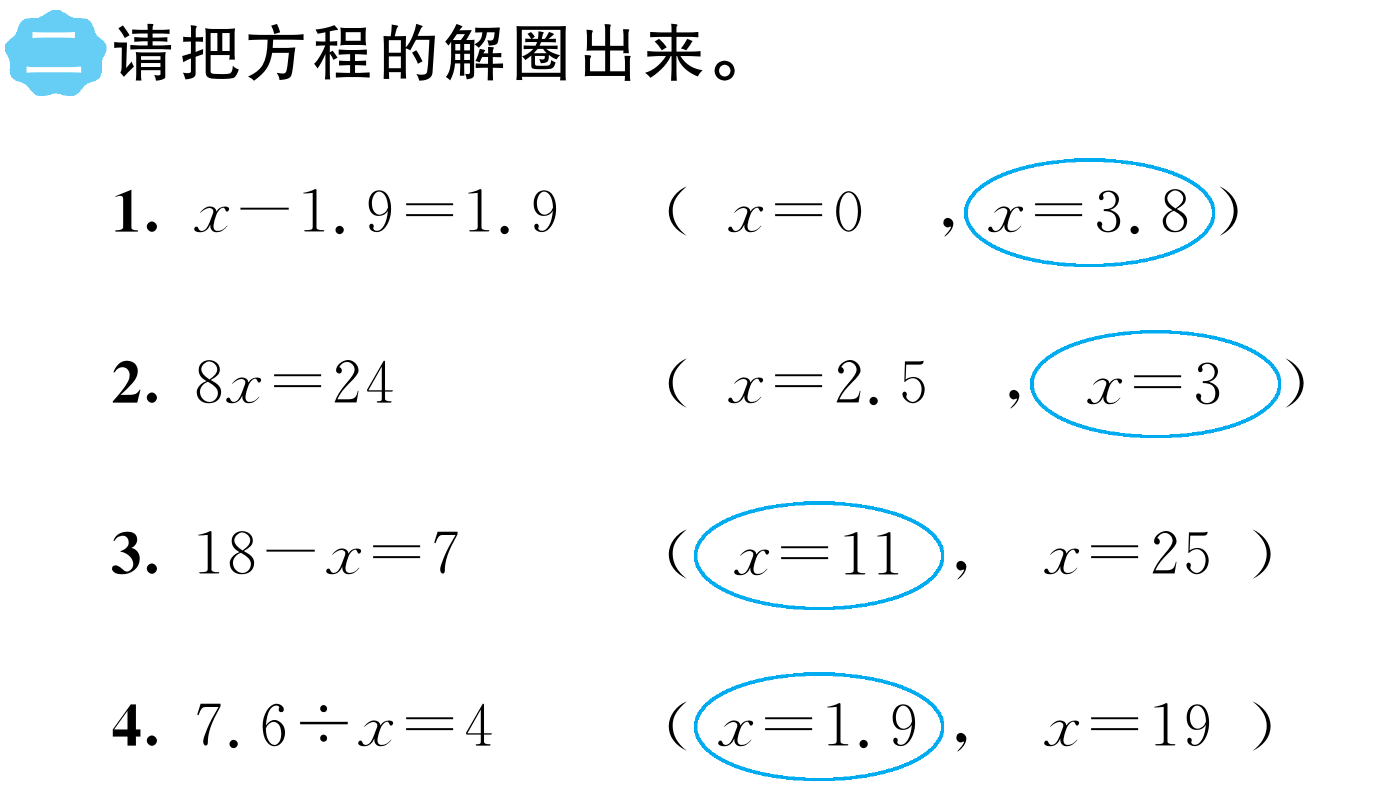 二 请把方程的解圈出来。
1. x－1.9＝1.9 （ x＝0 ，x＝3.8）
2. 8x＝24 （ x＝2.5 ， x＝3 ）
3. 18－x＝7 （ x＝11 ， x＝25 ）
4. 7.6÷x＝4 （ x＝1.9 ， x＝19 ）